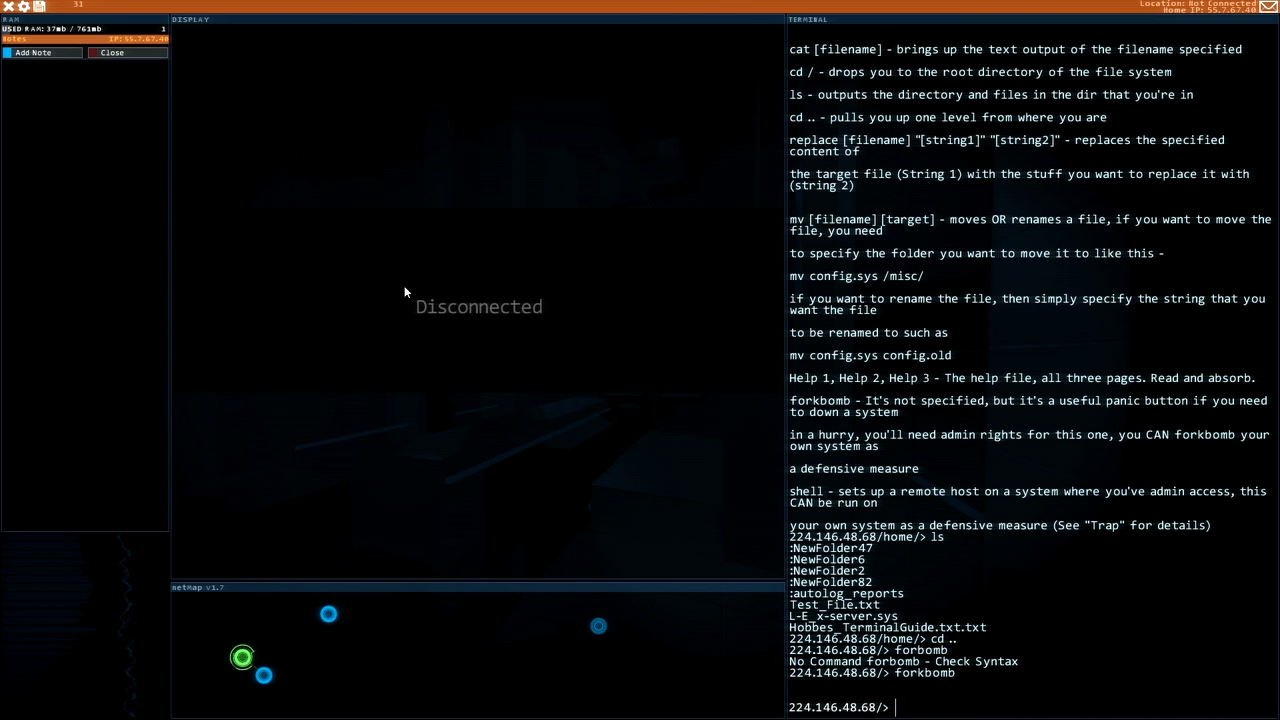 31
Location: Not Connected
Home IP: 55.7.67.40
RAM
USED RAM: 37mb / 761mb 1
Notes IP: 55.7.67.40
Add Note
Close
DISPLAY
Disconnected
netMap v1.7
TERMINAL
cat [filename] - brings up the text output of the filename specified
cd / - drops you to the root directory of the file system
ls - outputs the directory and files in the dir that you're in
cd .. - pulls you up one level from where you are
replace [filename] "[string1]" "[string2]" - replaces the specified
content of
the target file (String 1) with the stuff you want to replace it with
(string 2)
mv [filename] [target] - moves OR renames a file, if you want to move the
file, you need
to specify the folder you want to move it to like this -
mv config.sys /misc/
if you want to rename the file, then simply specify the string that you
want the file
to be renamed to such as
mv config.sys config.old
Help 1, Help 2, Help 3 - The help file, all three pages. Read and absorb.
forkbomb - It's not specified, but it's a useful panic button if you need
to down a system
in a hurry, you'll need admin rights for this one, you CAN forkbomb your
own system as
a defensive measure
shell - sets up a remote host on a system where you've admin access, this
CAN be run on
your own system as a defensive measure (See "Trap" for details)
224.146.48.68/home/> ls
:NewFolder47
:NewFolder6
:NewFolder2
:NewFolder82
:autolog_reports
Test_File.txt
L-E_x-server.sys
Hobbes_TerminalGuide.txt.txt
224.146.48.68/home/> cd ..
224.146.48.68/> forbomb
No Command forbomb - Check Syntax
224.146.48.68/> forkbomb
224.146.48.68/>